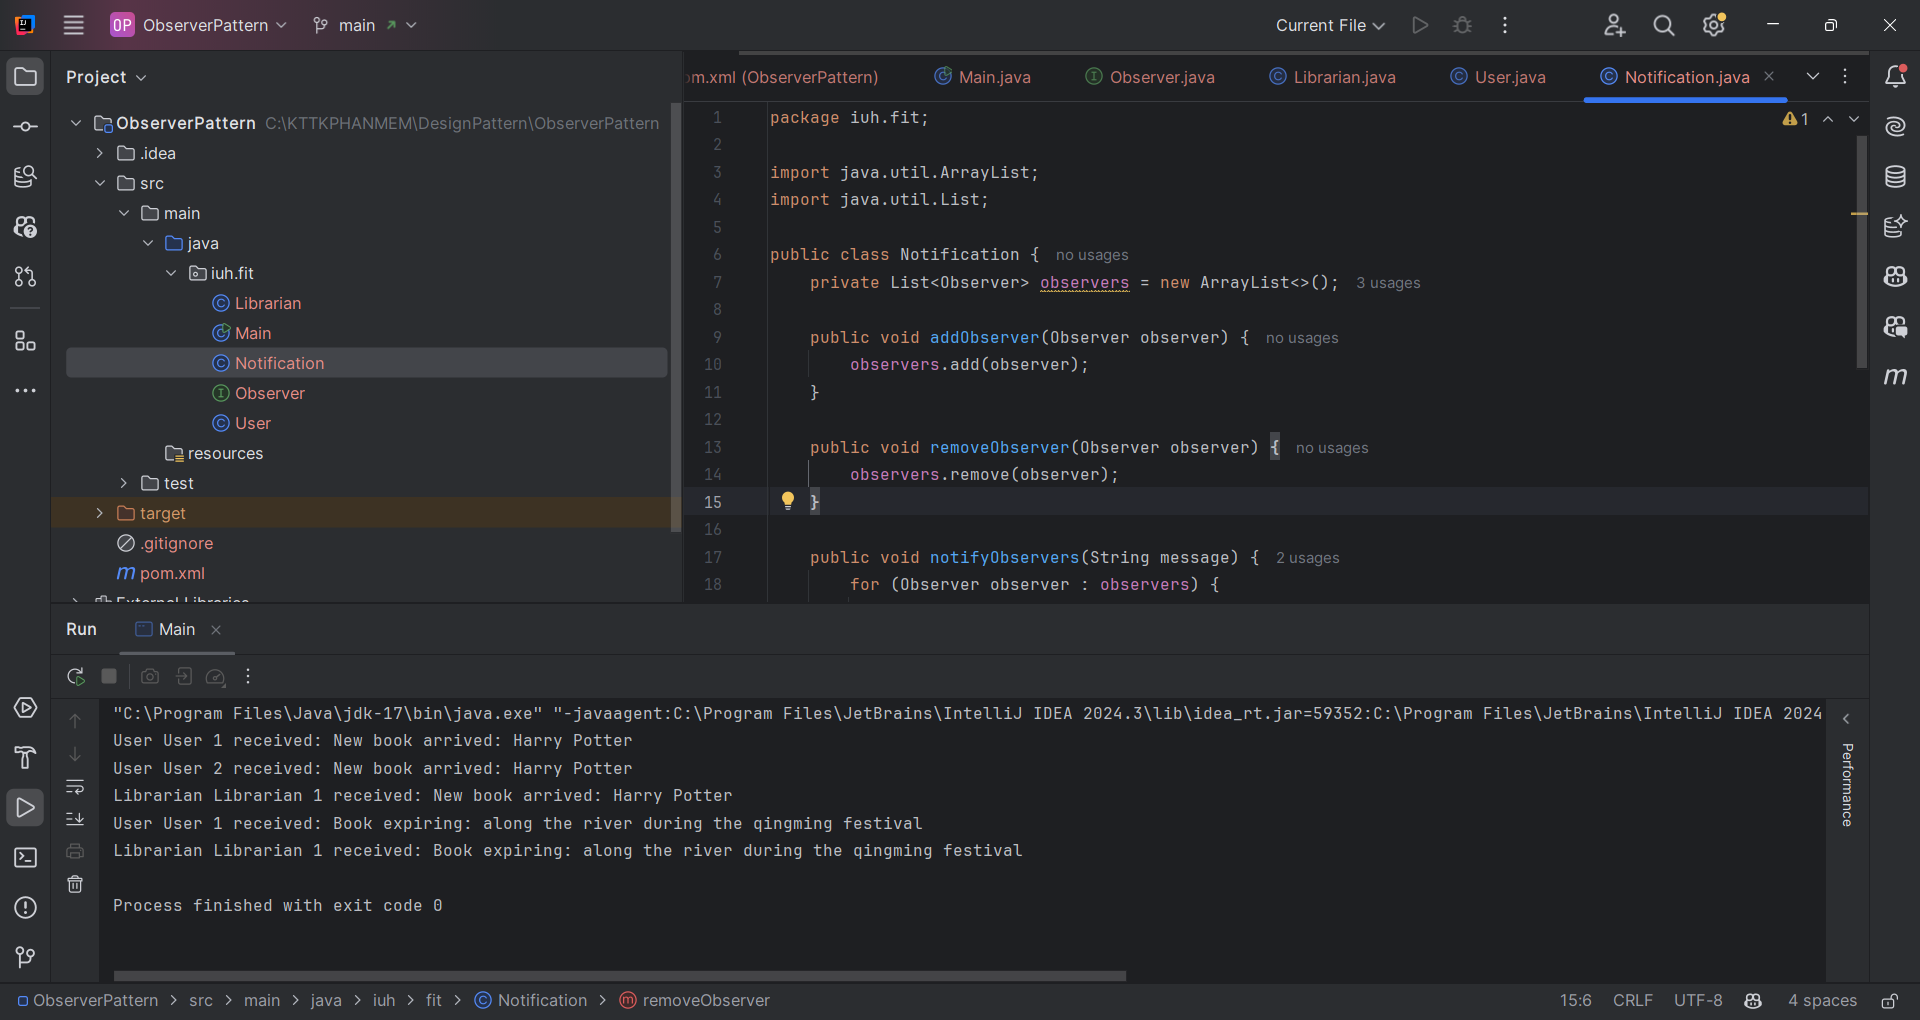 OP ObserverPattern main Current File
Project
ObserverPattern C:\KTTKPHANMEM\DesignPattern\ObserverPattern
.idea
src
main
java
iuh.fit
Librarian
Main
Notification
Observer
User
resources
test
target
.gitignore
pom.xml
External Libraries
om.xml (ObserverPattern) Main.java Observer.java Librarian.java User.java Notification.java
1 package iuh.fit; 1
2
3 import java.util.ArrayList;
4 import java.util.List;
5
6 public class Notification { no usages
7 private List<Observer> observers = new ArrayList<>(); 3 usages
8
9 public void addObserver(Observer observer) { no usages
10 observers.add(observer);
11 }
12
13 public void removeObserver(Observer observer) { no usages
14 observers.remove(observer);
15 }
16
17 public void notifyObservers(String message) { 2 usages
18 for (Observer observer : observers) {
Run Main
"C:\Program Files\Java\jdk-17\bin\java.exe" "-javaagent:C:\Program Files\JetBrains\IntelliJ IDEA 2024.3\lib\idea_rt.jar=59352:C:\Program Files\JetBrains\IntelliJ IDEA 2024
User User 1 received: New book arrived: Harry Potter
User User 2 received: New book arrived: Harry Potter
Librarian Librarian 1 received: New book arrived: Harry Potter
User User 1 received: Book expiring: along the river during the qingming festival
Librarian Librarian 1 received: Book expiring: along the river during the qingming festival
Process finished with exit code 0
Performance
ObserverPattern > src > main > java > iuh > fit > Notification > removeObserver 15:6 CRLF UTF-8 4 spaces